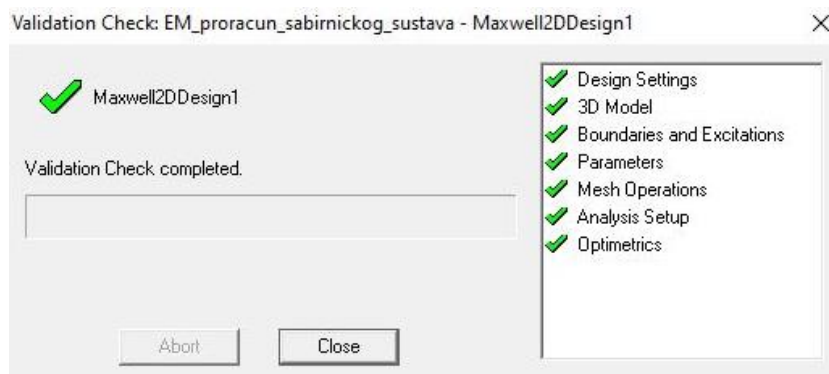 Validation Check: EM_proracun_sabirnickog_sustava - Maxwell2DDesign1
Maxwell2DDesign1
Validation Check completed.
Abort
Close
Design Settings
3D Model
Boundaries and Excitations
Parameters
Mesh Operations
Analysis Setup
Optimetrics